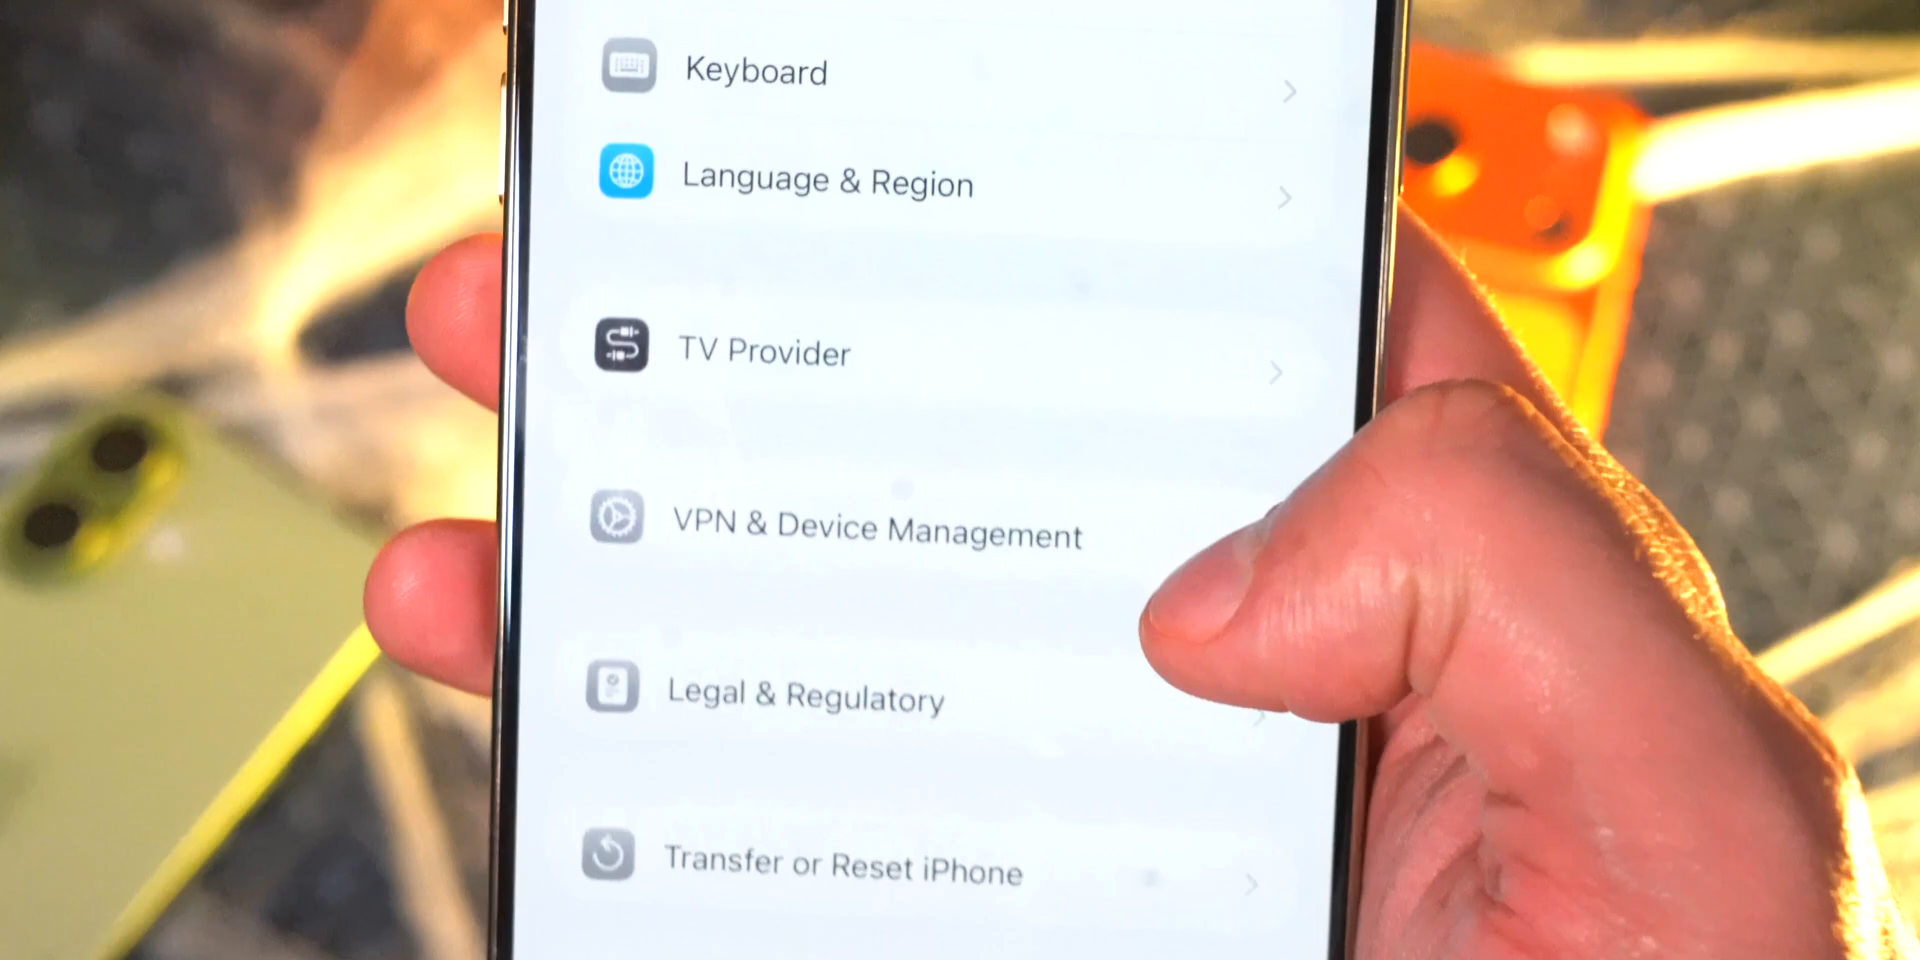 Keyboard
Language & Region
TV Provider
VPN & Device Management
Legal & Regulatory
Transfer or Reset iPhone